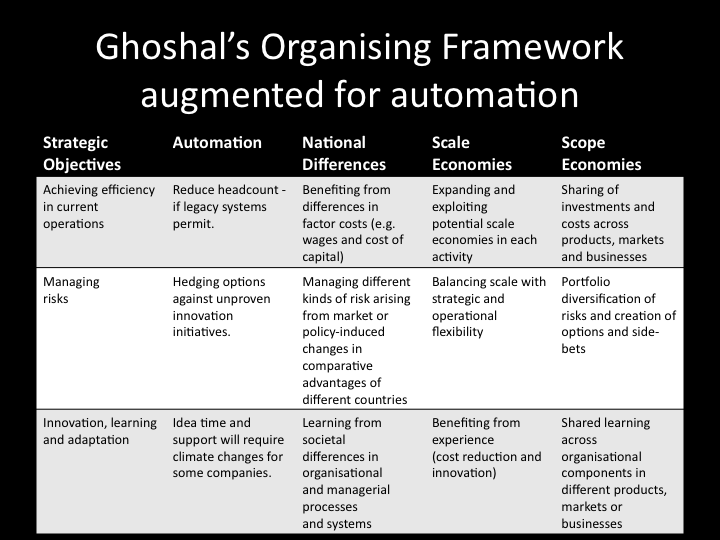 Ghoshal's Organising Framework
augmented for automation
Strategic
Objectives
Automation
National
Differences
Scale
Economies
Scope
Economies
Achieving efficiency
in current
operations
Reduce headcount -
if legacy systems
permit.
Benefiting from
differences in
factor costs (e.g.
wages and cost of
capital)
Expanding and
exploiting
potential scale
economies in each
activity
Sharing of
investments and
costs across
products, markets
and businesses
Managing
risks
Hedging options
against unproven
innovation
initiatives.
Managing different
kinds of risk arising
from market or
policy-induced
changes in
comparative
advantages of
different countries
Balancing scale with
strategic and
operational
flexibility
Portfolio
diversification of
risks and creation of
options and side-
bets
Innovation, learning
and adaptation
Idea time and
support will require
climate changes for
some companies.
Learning from
societal
differences in
organisational
and managerial
processes
and systems
Benefiting from
experience
(cost reduction and
innovation)
Shared learning
across
organisational
components in
different products,
markets or
businesses